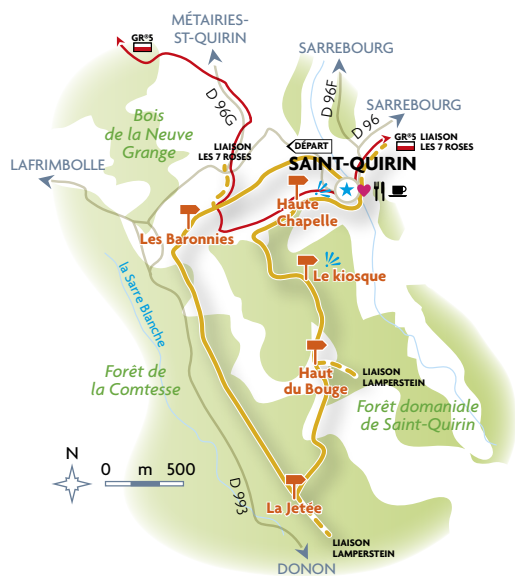 MÉTAIRIES-
ST-QUIRIN
GR®5
SARREBOURG
D 96G
D 96F
SARREBOURG
D 96
Bois
de la Neuve
Grange
GR®5 LIAISON
LES 7 ROSES
LIAISON
LES 7 ROSES
DÉPART
SAINT-QUIRIN
LAFRIMBOLLE
Haute
Chapelle
Les Baronnies
la Sarre Blanche
Le kiosque
Forêt de
la Comtesse
Haut
du Bouge
LIAISON
LAMPERSTEIN
Forêt domaniale
de Saint-Quirin
N
0 m 500
D 993
La Jetée
LIAISON
LAMPERSTEIN
DONON